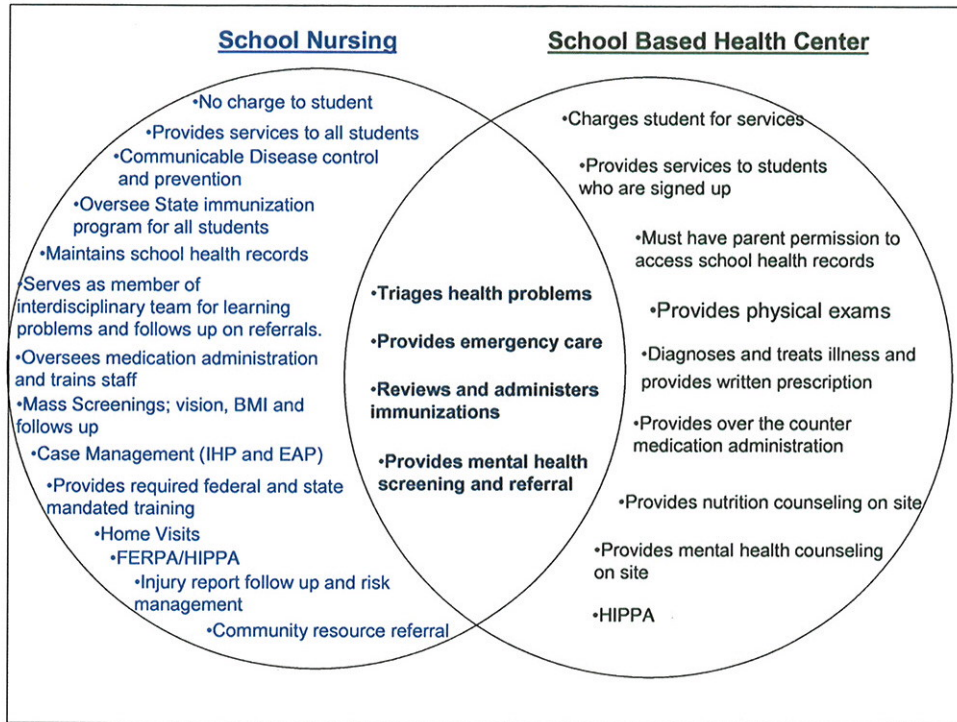 School Nursing
•No charge to student
•Provides services to all students
•Communicable Disease control
and prevention
•Oversee State immunization
program for all students
•Maintains school health records
•Serves as member of
interdisciplinary team for learning
problems and follows up on referrals.
•Oversees medication administration
and trains staff
•Mass Screenings; vision, BMI and
follows up
•Case Management (IHP and EAP)
•Provides required federal and state
mandated training
•Home Visits
•FERPA/HIPPA
•Injury report follow up and risk
management
•Community resource referral
•Triages health problems
•Provides emergency care
•Reviews and administers
immunizations
•Provides mental health
screening and referral
School Based Health Center
•Charges student for services
•Provides services to students
who are signed up
•Must have parent permission to
access school health records
•Provides physical exams
•Diagnoses and treats illness and
provides written prescription
•Provides over the counter
medication administration
•Provides nutrition counseling on site
•Provides mental health counseling
on site
•HIPPA